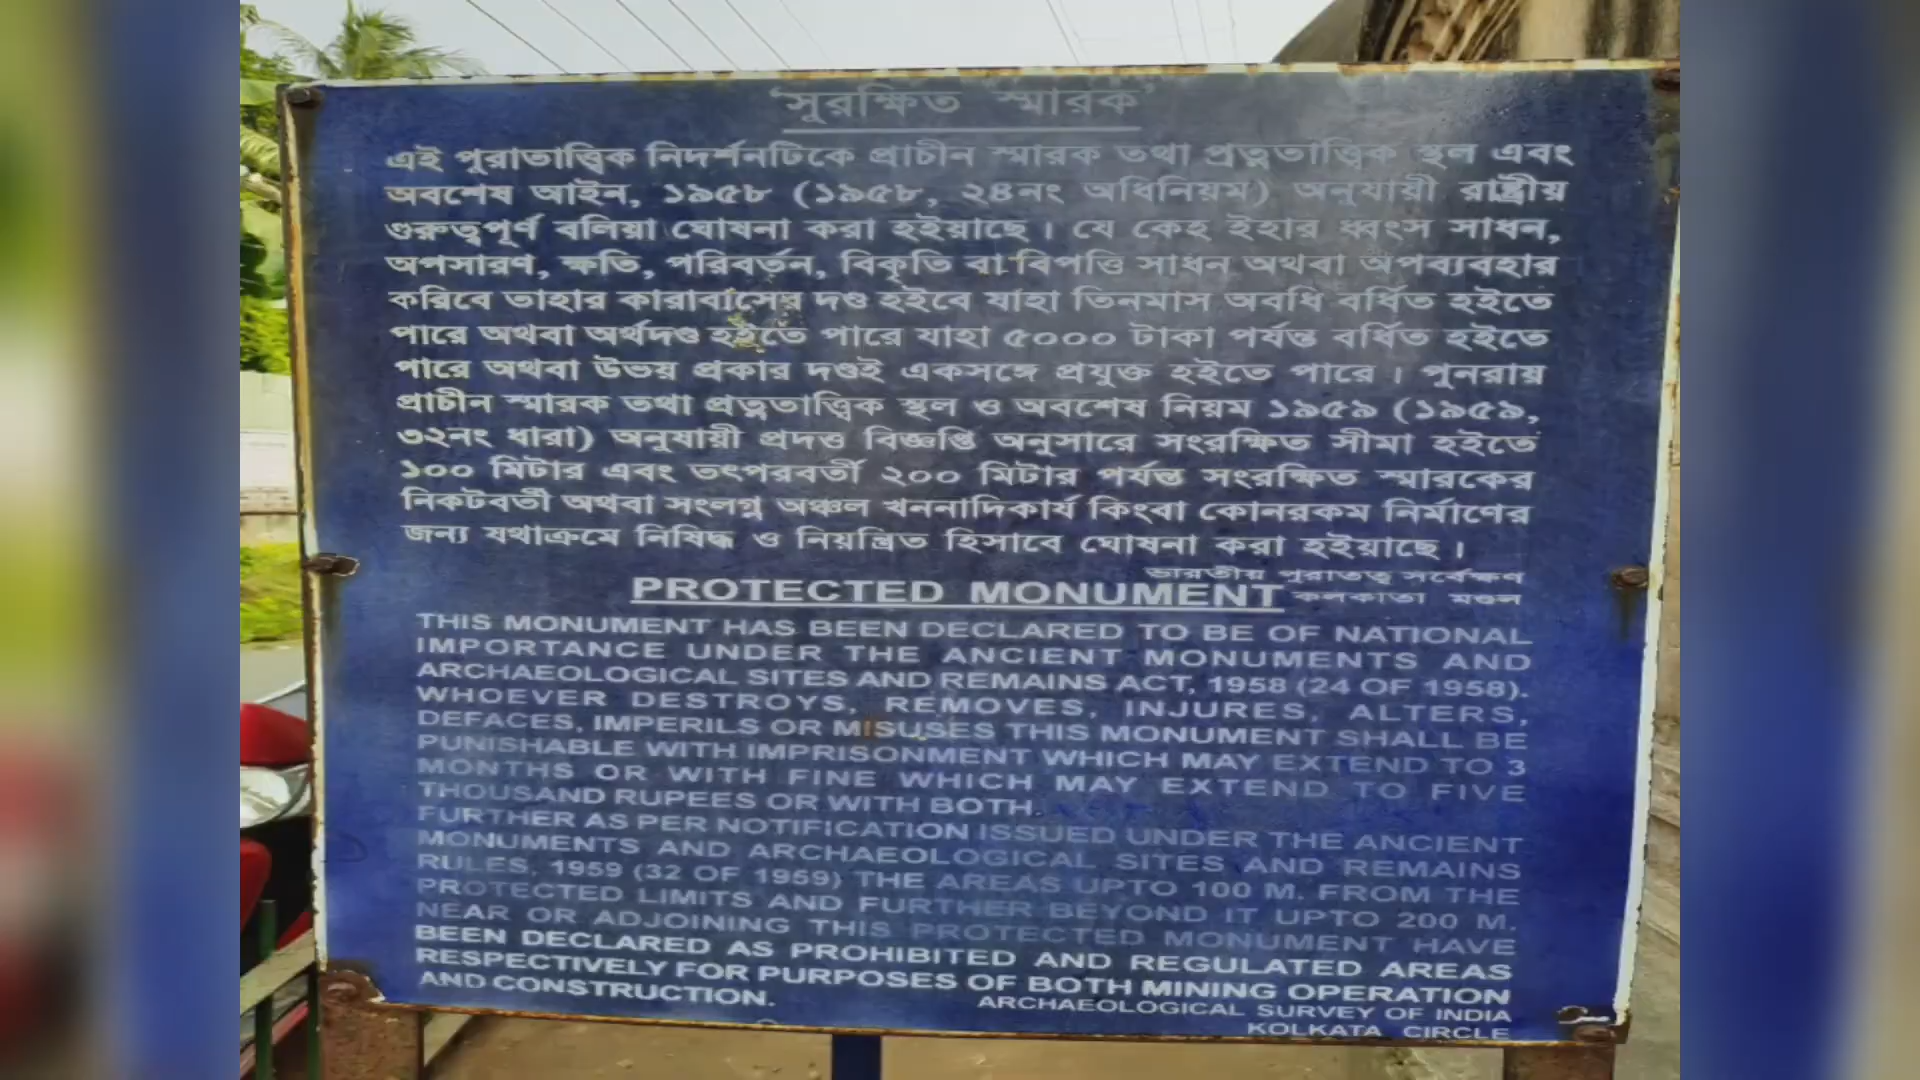 'সুরক্ষিত স্মারক'
এই পুরাতাত্ত্বিক নিদর্শনটিকে প্রাচীন স্মারক তথা প্রত্নতাত্ত্বিক স্থল এবং
অবশেষ আইন, ১৯৫৮ (১৯৫৮, ২৪নং অধিনিয়ম) অনুযায়ী রাষ্ট্রীয়
গুরুত্বপূর্ণ বলিয়া ঘোষনা করা হইয়াছে। যে কেহ ইহার ধ্বংস সাধন,
অপসারণ, ক্ষতি, পরিবর্তন, বিকৃতি বা বিপত্তি সাধন অথবা অপব্যবহার
করিবে তাহার কারাবাসের দণ্ড হইবে যাহা তিনমাস অবধি বর্ধিত হইতে
পারে অথবা অর্থদণ্ড হইতে পারে যাহা ৫০০০ টাকা পর্যন্ত বর্ধিত হইতে
পারে অথবা উভয় প্রকার দণ্ডই একসঙ্গে প্রযুক্ত হইতে পারে। পুনরায়
প্রাচীন স্মারক তথা প্রত্নতাত্ত্বিক স্থল ও অবশেষ নিয়ম ১৯৫৯ (১৯৫৯,
৩২নং ধারা) অনুযায়ী প্রদত্ত বিজ্ঞপ্তি অনুসারে সংরক্ষিত সীমা হইতে
১০০ মিটার এবং তৎপরবর্তী ২০০ মিটার পর্যন্ত সংরক্ষিত স্মারকের
নিকটবর্তী অথবা সংলগ্ন অঞ্চল খননাদিকার্য কিংবা কোনরকম নির্মাণের
জন্য যথাক্রমে নিষিদ্ধ ও নিয়ন্ত্রিত হিসাবে ঘোষনা করা হইয়াছে।
ভারতীয় পুরাতত্ত্ব সর্বেক্ষণ
কলকাতা মণ্ডল
PROTECTED MONUMENT
THIS MONUMENT HAS BEEN DECLARED TO BE OF NATIONAL
IMPORTANCE UNDER THE ANCIENT MONUMENTS AND
ARCHAEOLOGICAL SITES AND REMAINS ACT, 1958 (24 OF 1958).
WHOEVER DESTROYS, REMOVES, INJURES, ALTERS,
DEFACES, IMPERILS OR MISUSES THIS MONUMENT SHALL BE
PUNISHABLE WITH IMPRISONMENT WHICH MAY EXTEND TO 3
MONTHS OR WITH FINE WHICH MAY EXTEND TO FIVE
THOUSAND RUPEES OR WITH BOTH.
FURTHER AS PER NOTIFICATION ISSUED UNDER THE ANCIENT
MONUMENTS AND ARCHAEOLOGICAL SITES AND REMAINS
RULES, 1959 (32 OF 1959) THE AREAS UPTO 100 M. FROM THE
PROTECTED LIMITS AND FURTHER BEYOND IT UPTO 200 M.
NEAR OR ADJOINING THIS PROTECTED MONUMENT HAVE
BEEN DECLARED AS PROHIBITED AND REGULATED AREAS
RESPECTIVELY FOR PURPOSES OF BOTH MINING OPERATION
AND CONSTRUCTION.
ARCHAEOLOGICAL SURVEY OF INDIA
KOLKATA CIRCLE